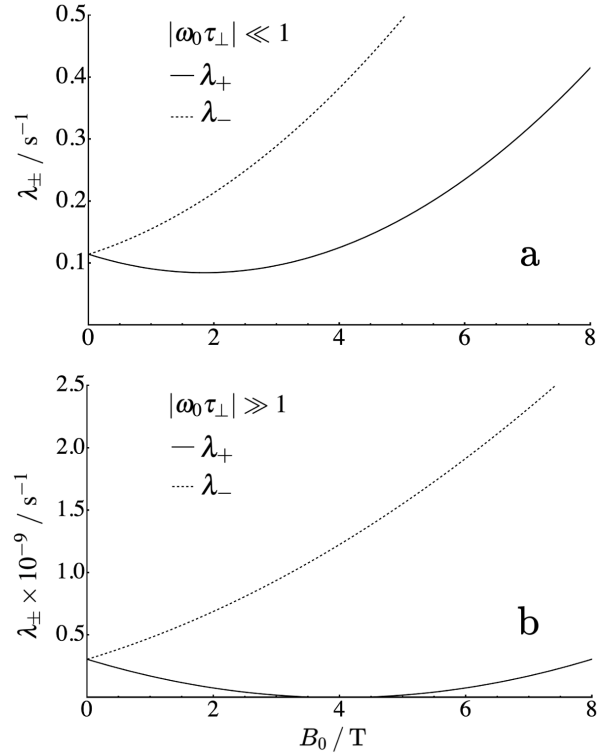 0.5
|ω₀τ⊥| ≪ 1
0.4
λ₊
λ₋
0.3
λ± / s⁻¹
0.2
0.1
a
0 2 4 6 8
2.5
|ω₀τ⊥| ≫ 1
2.0
λ₊
λ₋
1.5
λ± × 10⁻⁹ / s⁻¹
1.0
0.5
b
0 2 4 6 8
B₀ / T